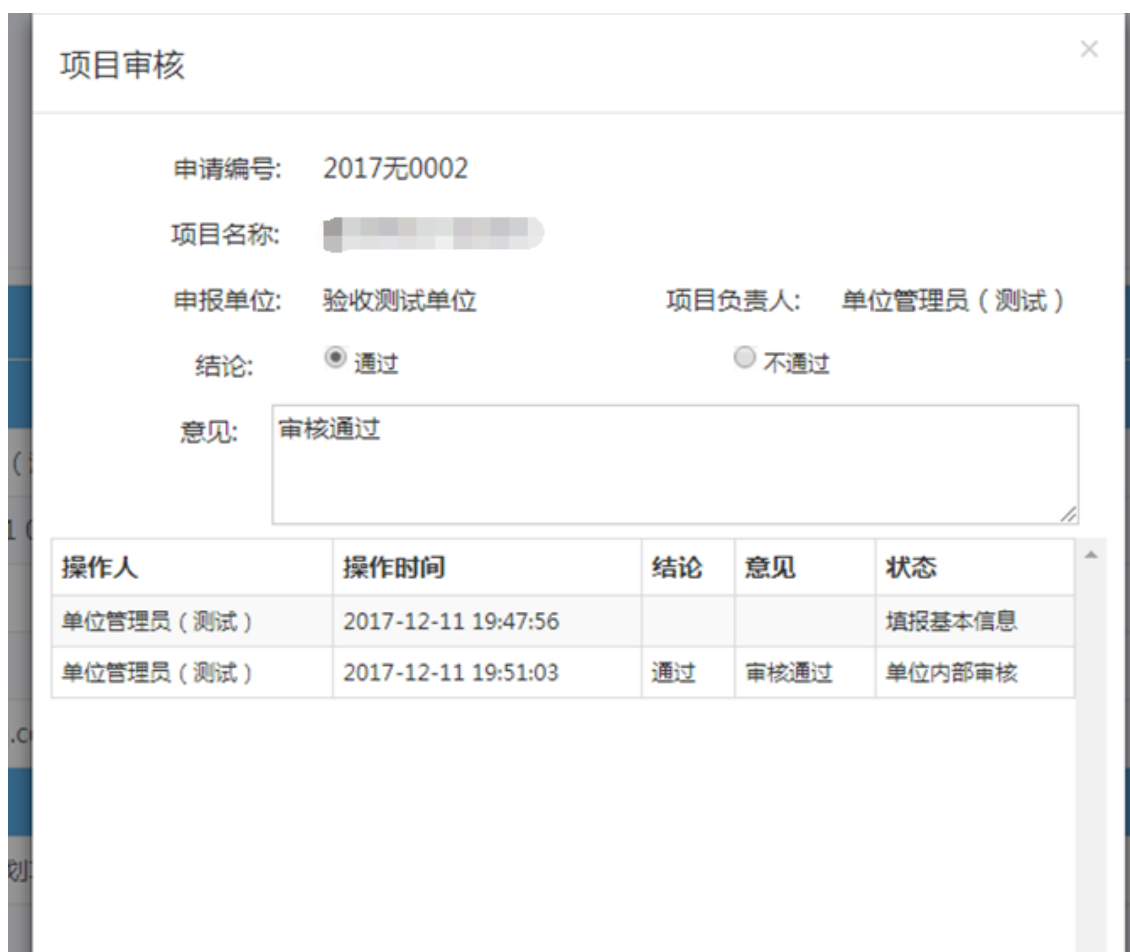 项目审核
申请编号: 2017无0002
项目名称:
申报单位: 验收测试单位 项目负责人: 单位管理员（测试）
结论: 通过 不通过
意见: 审核通过
操作人 操作时间 结论 意见 状态
单位管理员（测试） 2017-12-11 19:47:56 填报基本信息
单位管理员（测试） 2017-12-11 19:51:03 通过 审核通过 单位内部审核